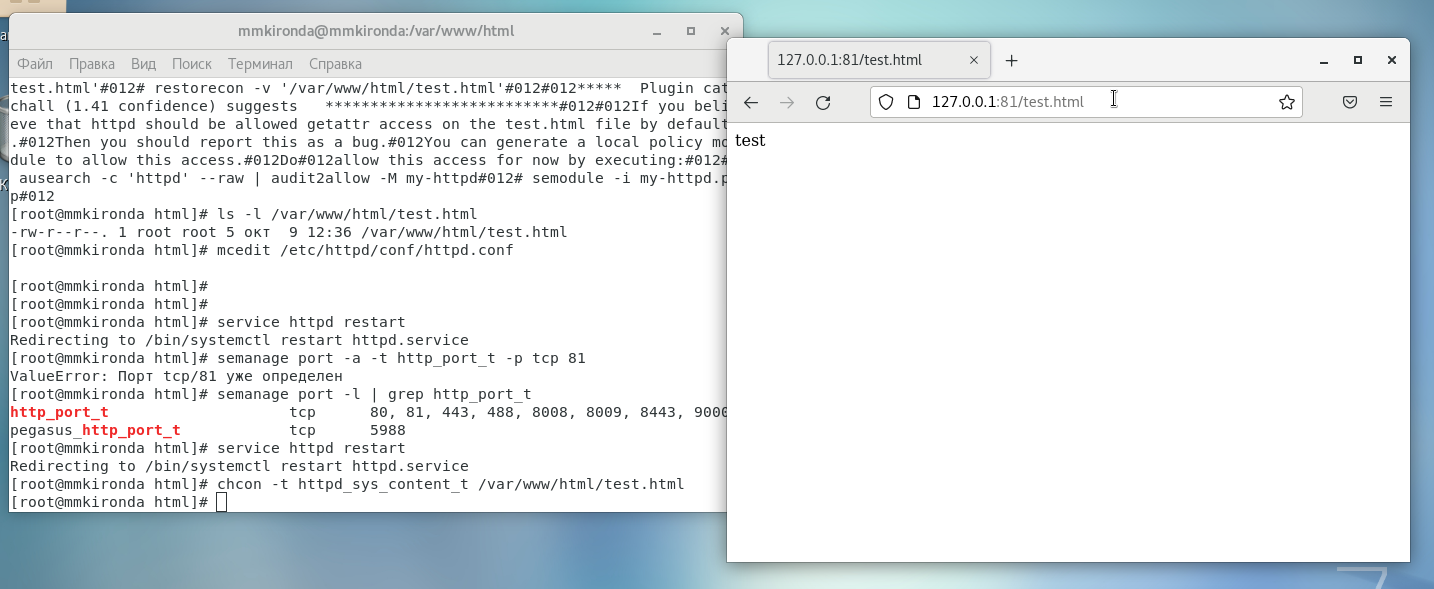 mmkironda@mmkironda:/var/www/html
Файл Правка Вид Поиск Терминал Справка
test.html'#012# restorecon -v '/var/www/html/test.html'#012#012***** Plugin cat
chall (1.41 confidence) suggests **************************#012#012If you beli
eve that httpd should be allowed getattr access on the test.html file by default
.#012Then you should report this as a bug.#012You can generate a local policy mo
dule to allow this access.#012Do#012allow this access for now by executing:#012#
ausearch -c 'httpd' --raw | audit2allow -M my-httpd#012# semodule -i my-httpd.p
p#012
[root@mmkironda html]# ls -l /var/www/html/test.html
-rw-r--r--. 1 root root 5 окт  9 12:36 /var/www/html/test.html
[root@mmkironda html]# mcedit /etc/httpd/conf/httpd.conf
[root@mmkironda html]#
[root@mmkironda html]#
[root@mmkironda html]# service httpd restart
Redirecting to /bin/systemctl restart httpd.service
[root@mmkironda html]# semanage port -a -t http_port_t -p tcp 81
ValueError: Порт tcp/81 уже определен
[root@mmkironda html]# semanage port -l | grep http_port_t
http_port_t tcp 80, 81, 443, 488, 8008, 8009, 8443, 9000
pegasus_http_port_t tcp 5988
[root@mmkironda html]# service httpd restart
Redirecting to /bin/systemctl restart httpd.service
[root@mmkironda html]# chcon -t httpd_sys_content_t /var/www/html/test.html
[root@mmkironda html]#
127.0.0.1:81/test.html
127.0.0.1:81/test.html
test